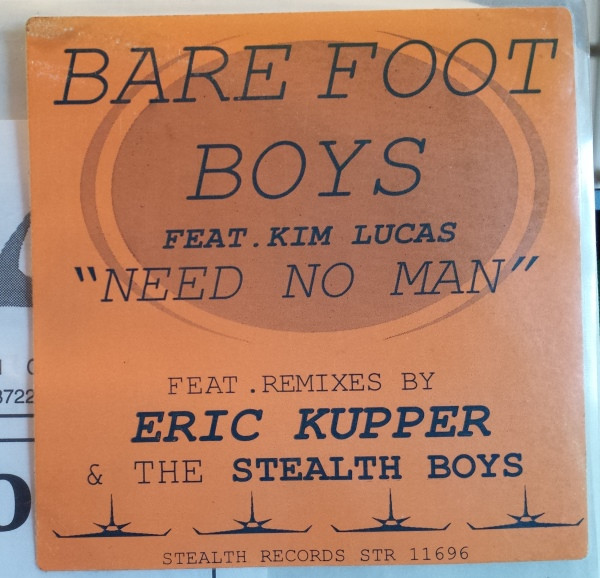 BARE FOOT
BOYS
FEAT.KIM LUCAS
"NEED NO MAN"
FEAT.REMIXES BY
ERIC KUPPER
& THE STEALTH BOYS
STEALTH RECORDS STR 11696
3722